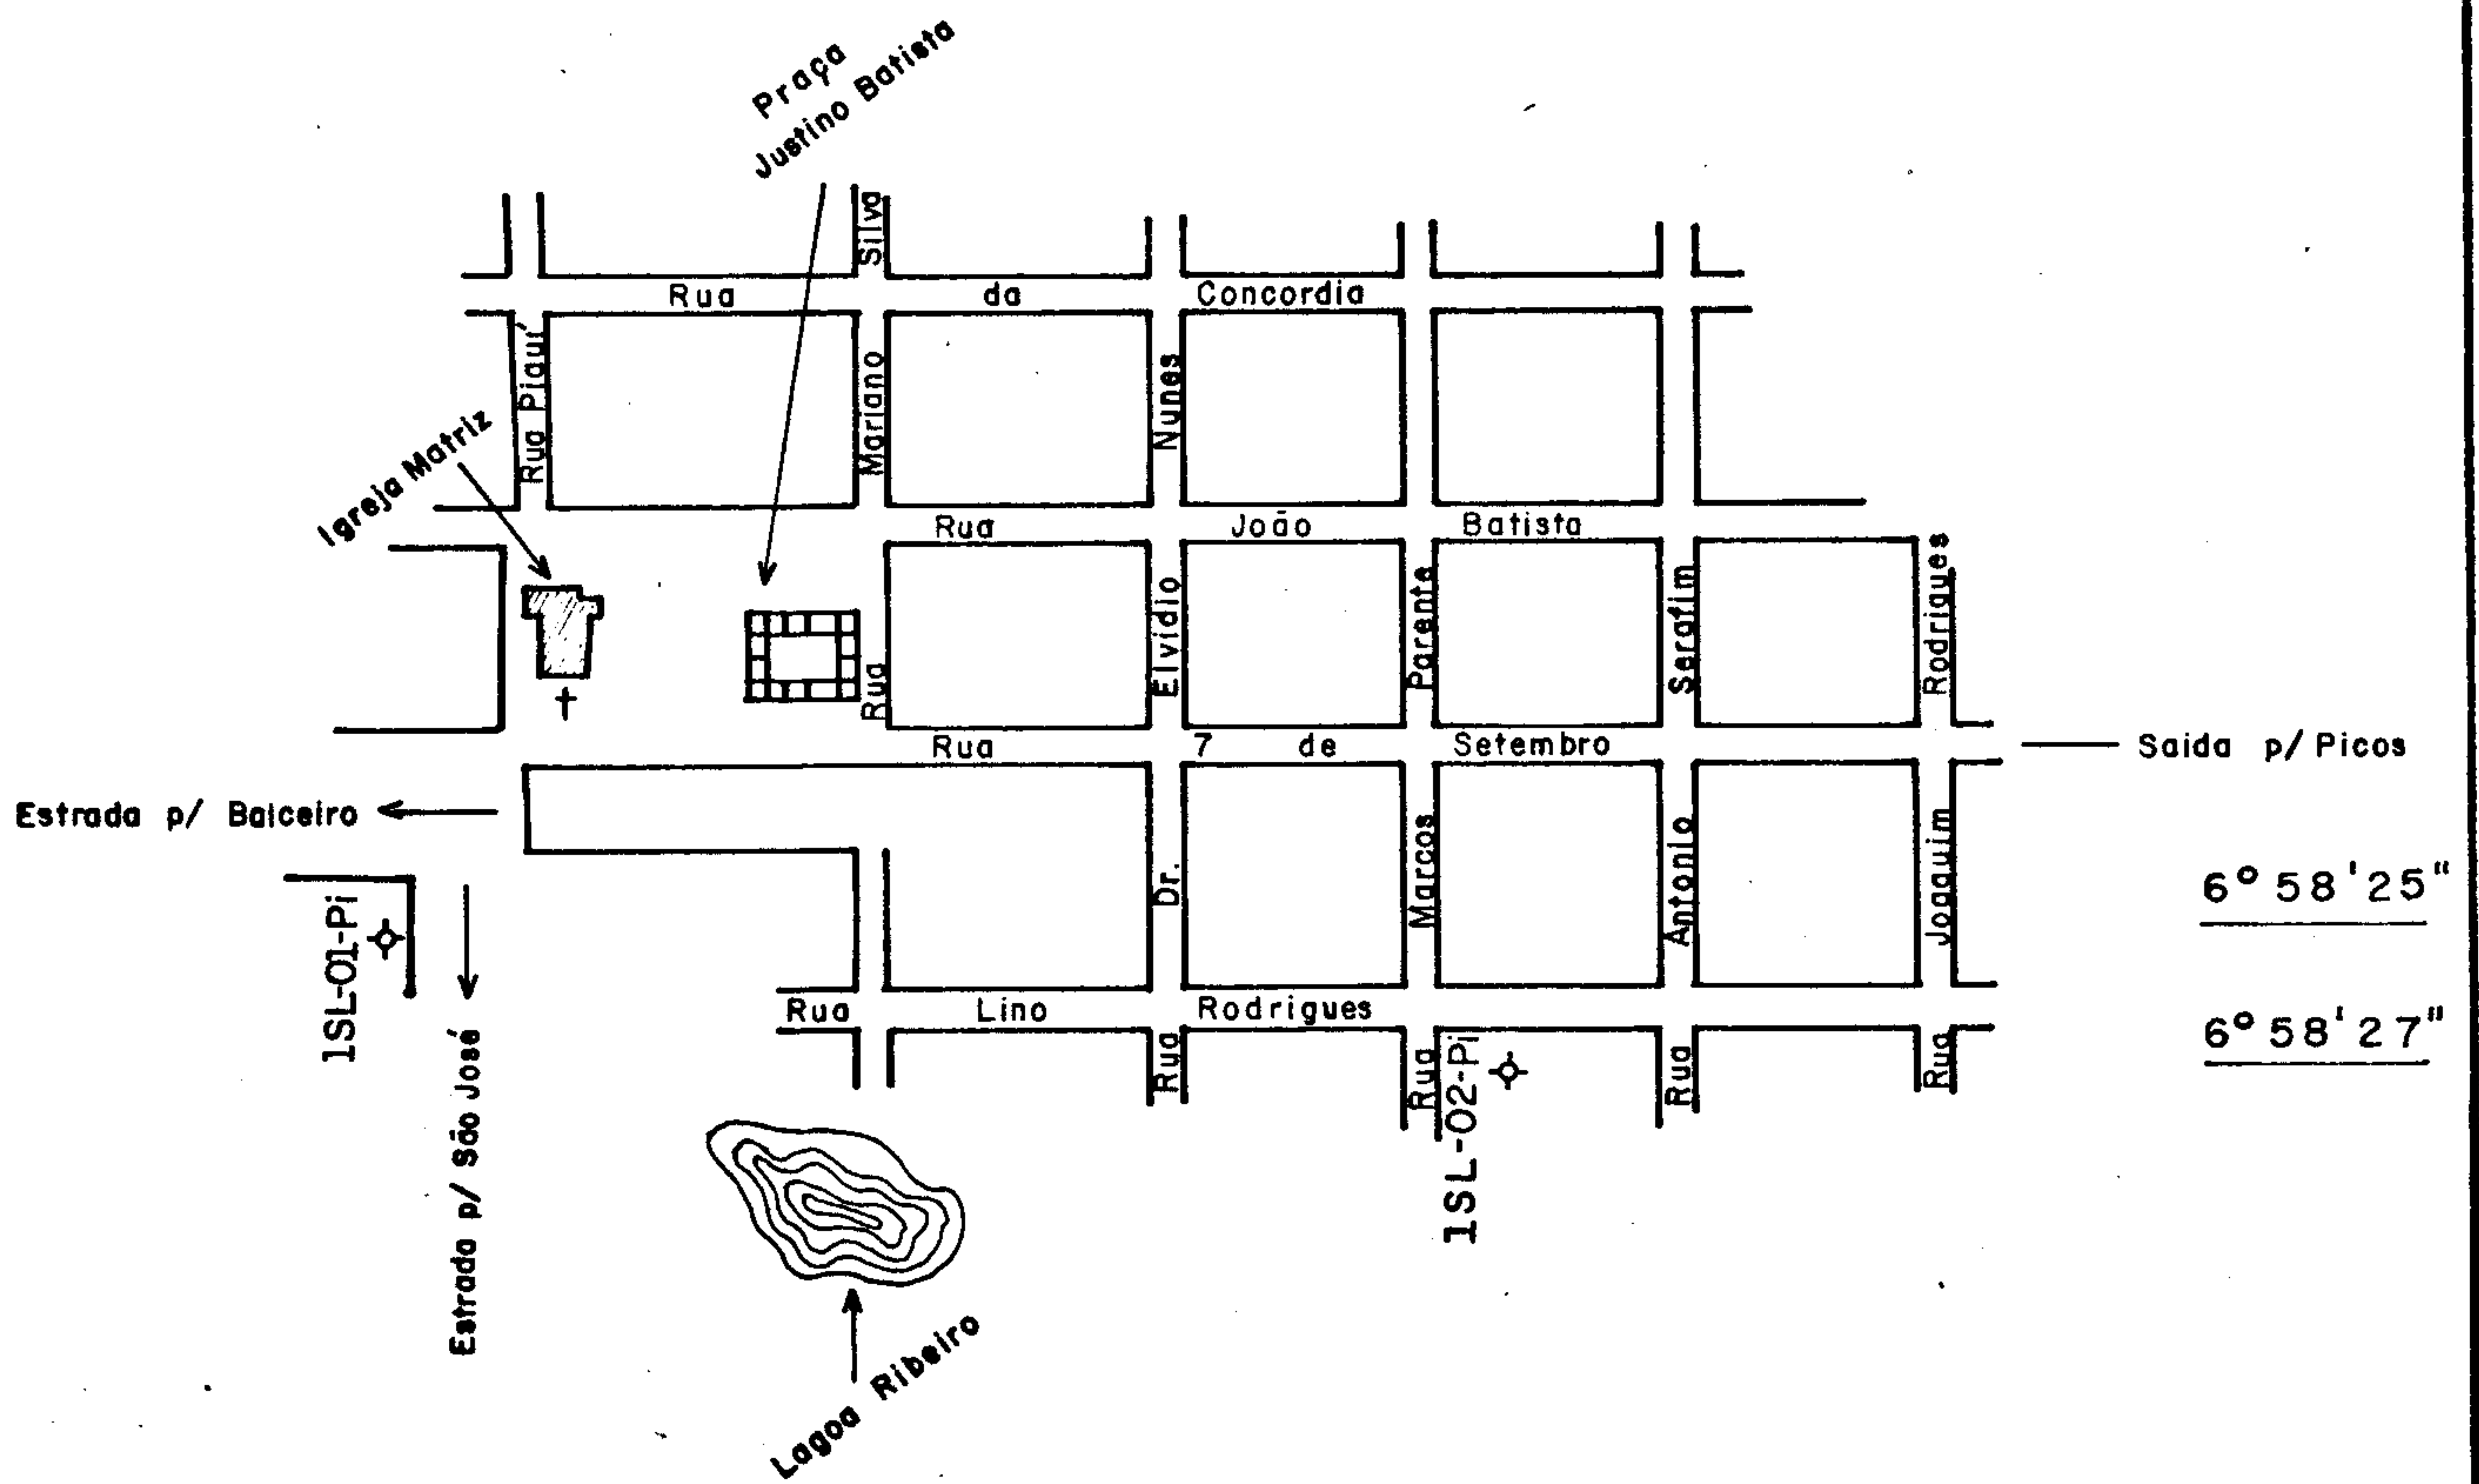 Praça
Justino Batista
Rua da Concordia
Rua Piauí
Rua Mariano Silva
Igreja Matriz
Rua João Batista
Rua Dr. Elvídio Nunes
Rua Marcos Parente
Rua Antonio Serafim
Rua Joaquim Rodrigues
Rua 7 de Setembro
Saida p/ Picos
Estrada p/ Balceiro
6° 58' 25"
1SL-01-Pi
Rua Lino Rodrigues
6° 58' 27"
1SL-02-Pi
Estrada p/ São José
Lagoa Ribeiro